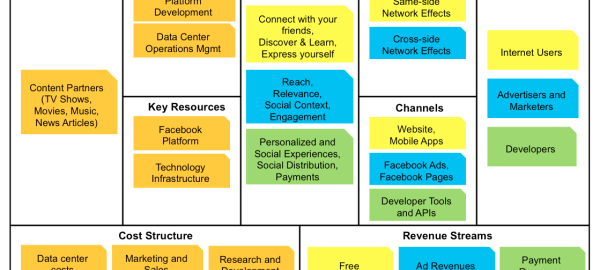 Platform
Development
Data Center
Operations Mgmt
Content Partners
(TV Shows,
Movies, Music,
News Articles)
Key Resources
Facebook
Platform
Technology
Infrastructure
Connect with your
friends,
Discover & Learn,
Express yourself
Reach,
Relevance,
Social Context,
Engagement
Personalized and
Social Experiences,
Social Distribution,
Payments
Same-side
Network Effects
Cross-side
Network Effects
Channels
Website,
Mobile Apps
Facebook Ads,
Facebook Pages
Developer Tools
and APIs
Internet Users
Advertisers and
Marketers
Developers
Cost Structure
Data center
costs
Marketing and
Sales
Research and
Development
Revenue Streams
Free
Ad Revenues
Payment